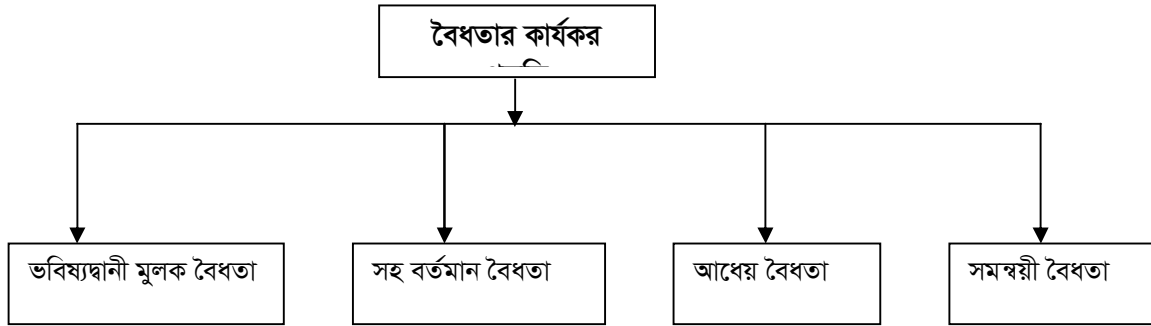 বৈধতার কার্যকর
ভবিষ্যদ্বানী মুলক বৈধতা
সহ বর্তমান বৈধতা
আধেয় বৈধতা
সমন্বয়ী বৈধতা